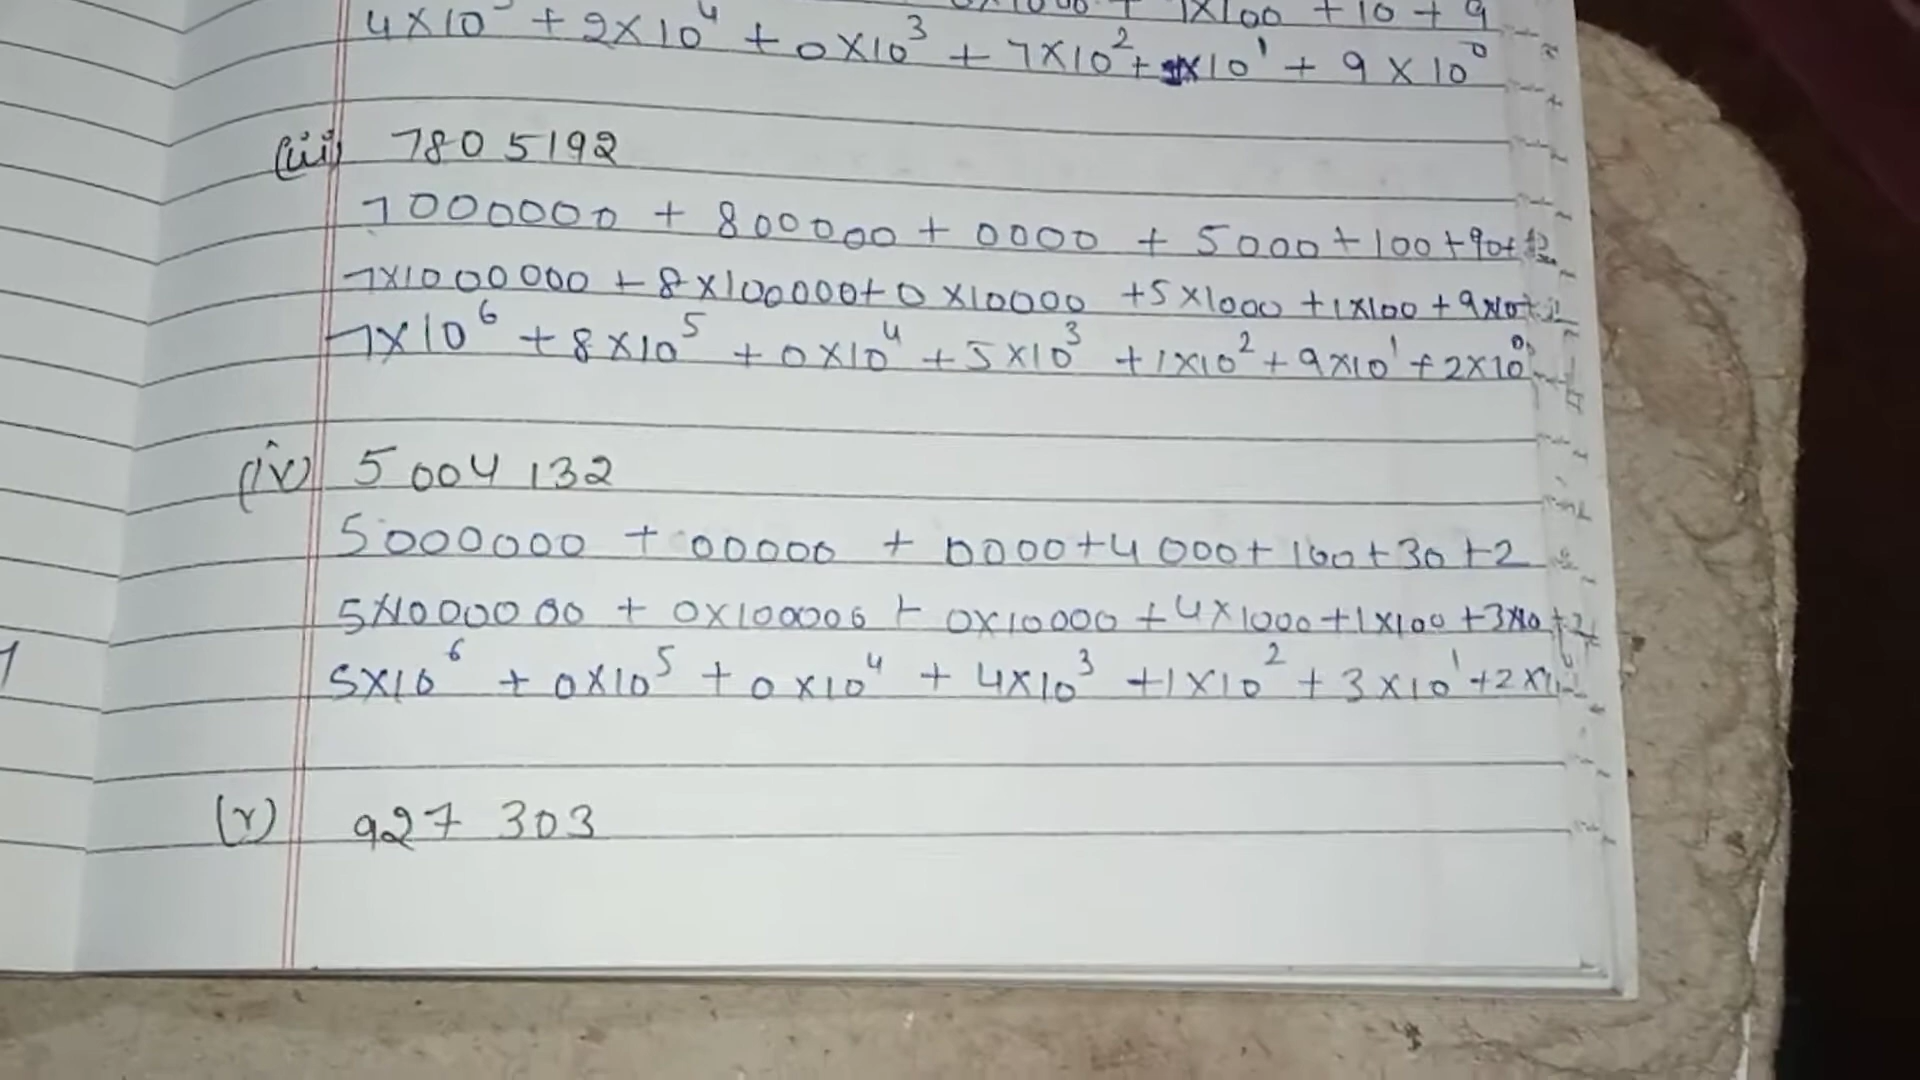 ×100 + 10 + 9
4×10 + 2×10⁴ + 0×10³ + 7×10² + 1×10¹ + 9×10⁰
(iii) 7805192
7000000 + 800000 + 0000 + 5000 + 100 + 90 +
7×1000000 + 8×100000 + 0×10000 + 5×1000 + 1×100 + 9×10 +
7×10⁶ + 8×10⁵ + 0×10⁴ + 5×10³ + 1×10² + 9×10¹ + 2×10⁰
(iv) 5004132
5000000 + 00000 + 0000 + 4000 + 100 + 30 + 2
5×1000000 + 0×100000 + 0×10000 + 4×1000 + 1×100 + 3×10 + 2
5×10⁶ + 0×10⁵ + 0×10⁴ + 4×10³ + 1×10² + 3×10¹ + 2×
(v) 927303